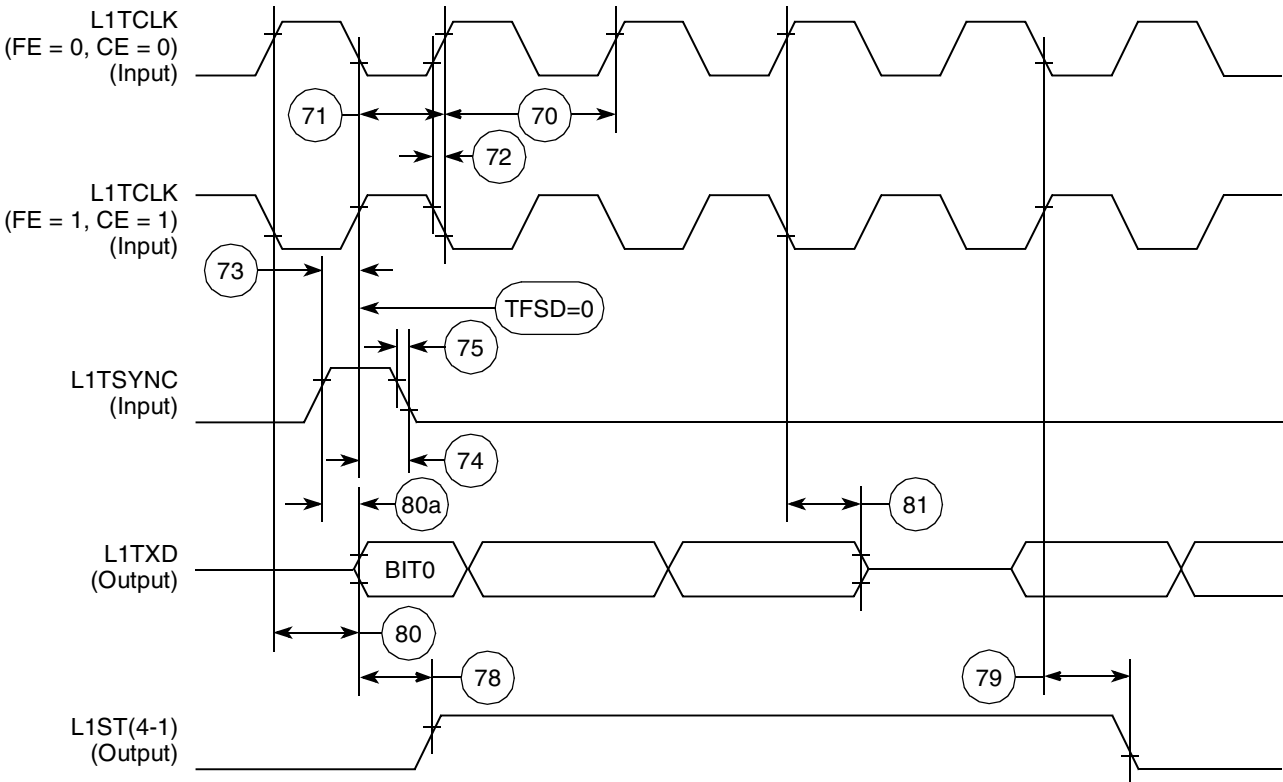 L1TCLK
(FE = 0, CE = 0)
(Input)
71
70
72
L1TCLK
(FE = 1, CE = 1)
(Input)
73
TFSD=0
75
L1TSYNC
(Input)
74
80a
81
L1TXD
(Output)
BIT0
80
78
79
L1ST(4-1)
(Output)